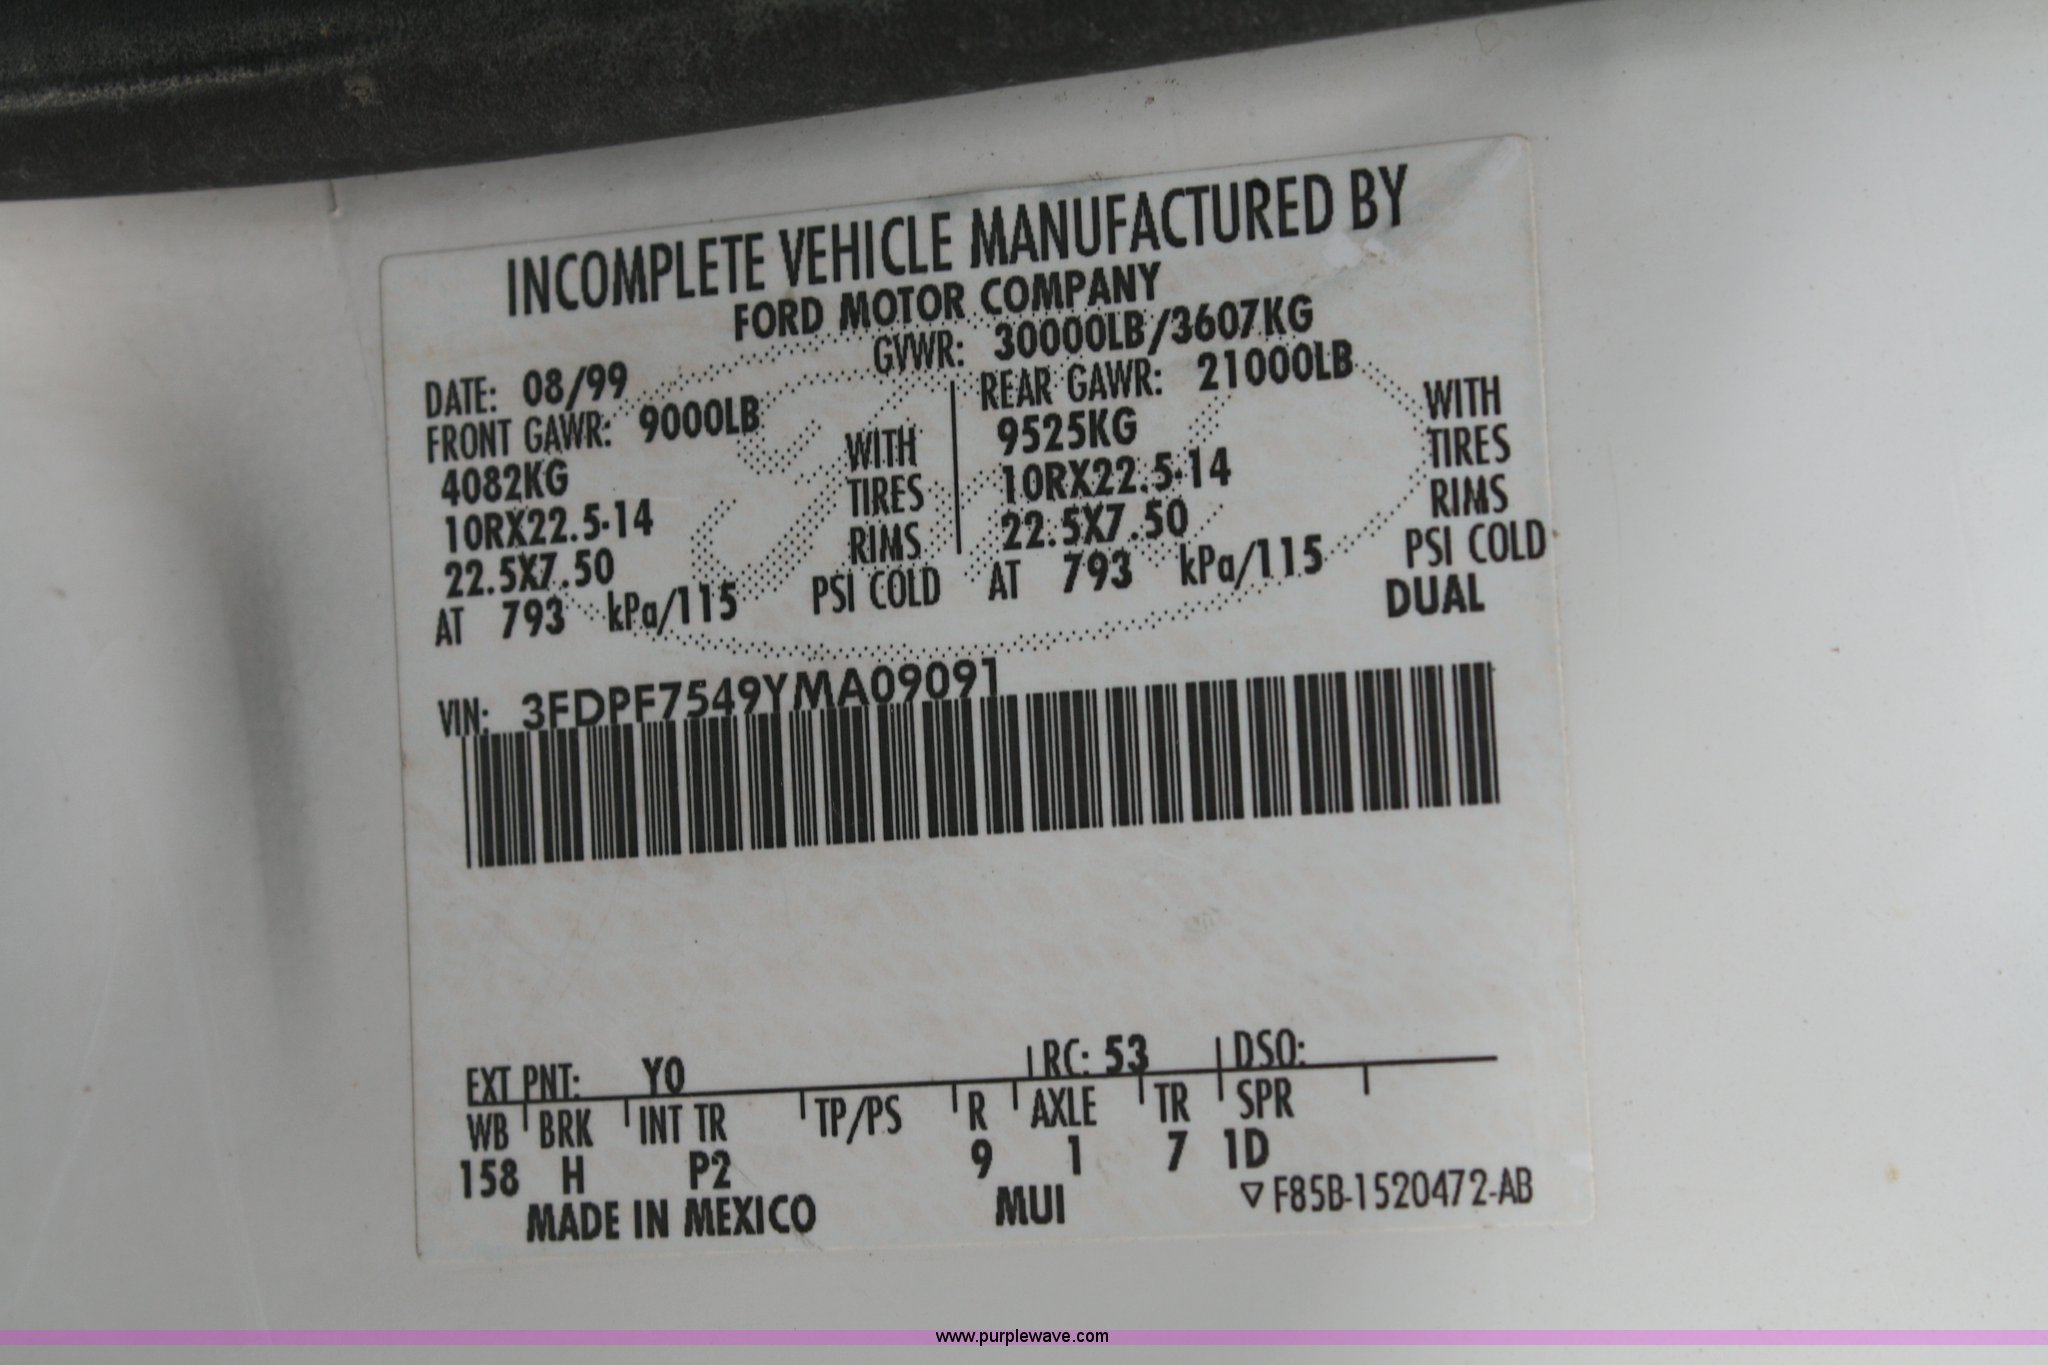 INCOMPLETE VEHICLE MANUFACTURED BY
FORD MOTOR COMPANY
DATE: 08/99 GVWR: 30000LB/3607KG
FRONT GAWR: 9000LB REAR GAWR: 21000LB
4082KG WITH 9525KG WITH
10RX22.5-14 TIRES 10RX22.5-14 TIRES
22.5X7.50 RIMS 22.5X7.50 RIMS
AT 793 kPa/115 PSI COLD AT 793 kPa/115 PSI COLD
DUAL
VIN: 3FDPF7549YMA09091
EXT PNT: Y0 RC: 53 DSO:
WB BRK INT TR TP/PS R AXLE TR SPR
158 H P2 9 1 7 1D
MADE IN MEXICO MUI ▽F85B-1520472-AB
www.purplewave.com